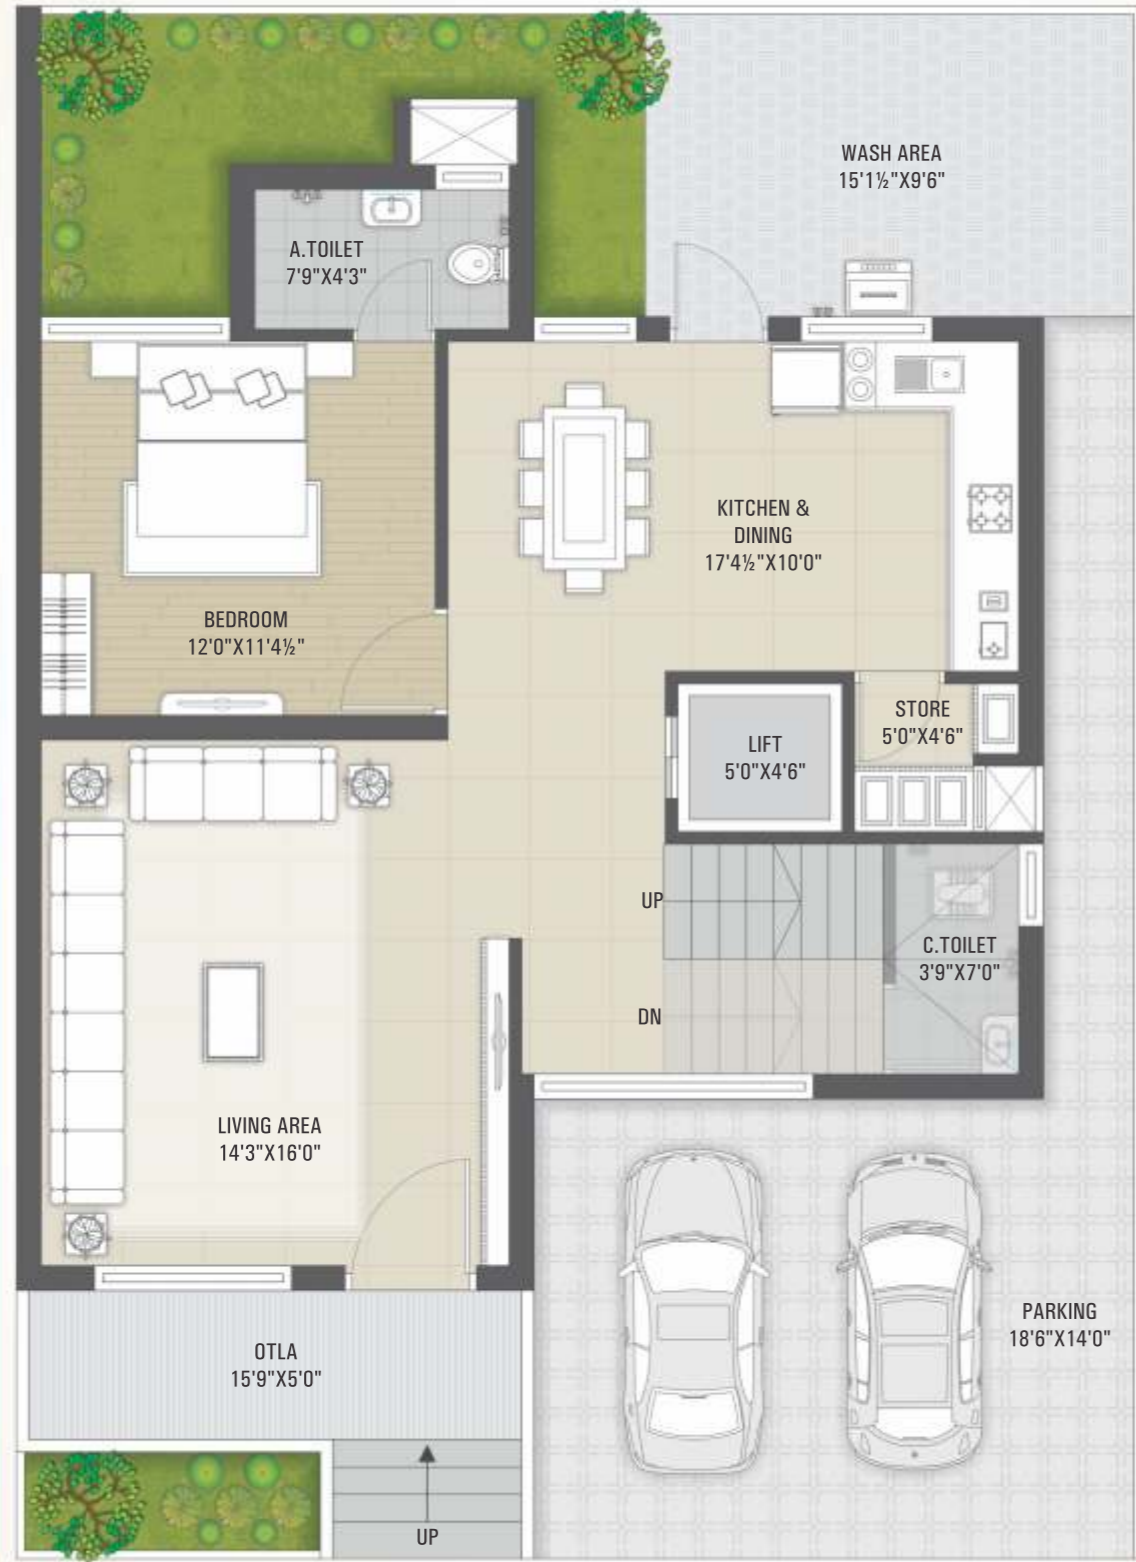 WASH AREA
15'1½"X9'6"
A.TOILET
7'9"X4'3"
KITCHEN &
DINING
17'4½"X10'0"
BEDROOM
12'0"X11'4½"
STORE
5'0"X4'6"
LIFT
5'0"X4'6"
UP
C.TOILET
3'9"X7'0"
DN
LIVING AREA
14'3"X16'0"
PARKING
18'6"X14'0"
OTLA
15'9"X5'0"
UP